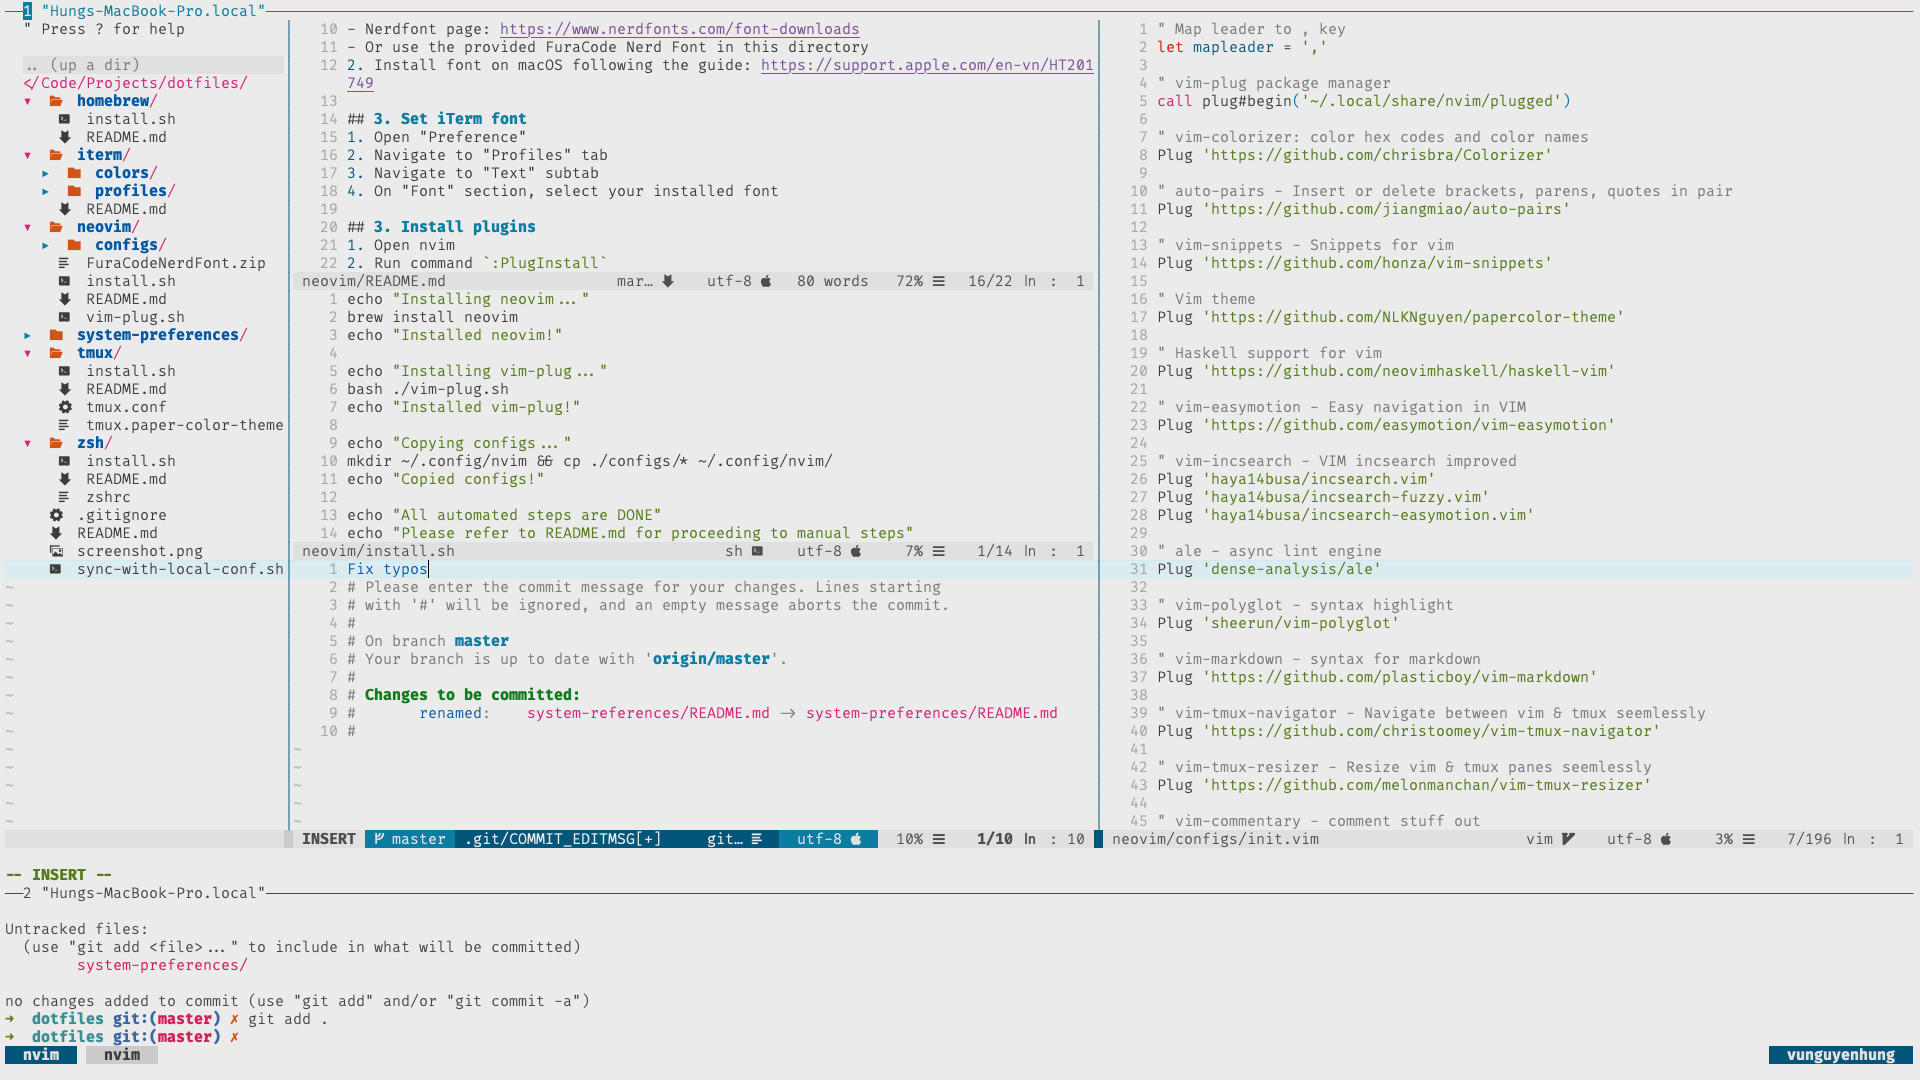 1 "Hungs-MacBook-Pro.local"
" Press ? for help
.. (up a dir)
</Code/Projects/dotfiles/
▾ homebrew/
install.sh
README.md
▾ iterm/
▸ colors/
▸ profiles/
README.md
▾ neovim/
▸ configs/
FuraCodeNerdFont.zip
install.sh
README.md
vim-plug.sh
▸ system-preferences/
▾ tmux/
install.sh
README.md
tmux.conf
tmux.paper-color-theme
▾ zsh/
install.sh
README.md
zshrc
.gitignore
README.md
screenshot.png
sync-with-local-conf.sh
~
~
~
~
~
~
~
~
~
~
~
~
~
~
10 - Nerdfont page: https://www.nerdfonts.com/font-downloads
11 - Or use the provided FuraCode Nerd Font in this directory
12 2. Install font on macOS following the guide: https://support.apple.com/en-vn/HT201
749
13
14 ## 3. Set iTerm font
15 1. Open "Preference"
16 2. Navigate to "Profiles" tab
17 3. Navigate to "Text" subtab
18 4. On "Font" section, select your installed font
19
20 ## 3. Install plugins
21 1. Open nvim
22 2. Run command `:PlugInstall`
neovim/README.md mar… utf-8 80 words 72% ☰ 16/22 ln : 1
1 echo "Installing neovim..."
2 brew install neovim
3 echo "Installed neovim!"
4
5 echo "Installing vim-plug..."
6 bash ./vim-plug.sh
7 echo "Installed vim-plug!"
8
9 echo "Copying configs..."
10 mkdir ~/.config/nvim && cp ./configs/* ~/.config/nvim/
11 echo "Copied configs!"
12
13 echo "All automated steps are DONE"
14 echo "Please refer to README.md for proceeding to manual steps"
neovim/install.sh sh utf-8 7% ☰ 1/14 ln : 1
1 Fix typos
2 # Please enter the commit message for your changes. Lines starting
3 # with '#' will be ignored, and an empty message aborts the commit.
4 #
5 # On branch master
6 # Your branch is up to date with 'origin/master'.
7 #
8 # Changes to be committed:
9 # renamed: system-references/README.md -> system-preferences/README.md
10 #
~
~
~
~
~
INSERT master .git/COMMIT_EDITMSG[+] git… utf-8 10% ☰ 1/10 ln : 10
1 " Map leader to , key
2 let mapleader = ','
3
4 " vim-plug package manager
5 call plug#begin('~/.local/share/nvim/plugged')
6
7 " vim-colorizer: color hex codes and color names
8 Plug 'https://github.com/chrisbra/Colorizer'
9
10 " auto-pairs - Insert or delete brackets, parens, quotes in pair
11 Plug 'https://github.com/jiangmiao/auto-pairs'
12
13 " vim-snippets - Snippets for vim
14 Plug 'https://github.com/honza/vim-snippets'
15
16 " Vim theme
17 Plug 'https://github.com/NLKNguyen/papercolor-theme'
18
19 " Haskell support for vim
20 Plug 'https://github.com/neovimhaskell/haskell-vim'
21
22 " vim-easymotion - Easy navigation in VIM
23 Plug 'https://github.com/easymotion/vim-easymotion'
24
25 " vim-incsearch - VIM incsearch improved
26 Plug 'haya14busa/incsearch.vim'
27 Plug 'haya14busa/incsearch-fuzzy.vim'
28 Plug 'haya14busa/incsearch-easymotion.vim'
29
30 " ale - async lint engine
31 Plug 'dense-analysis/ale'
32
33 " vim-polyglot - syntax highlight
34 Plug 'sheerun/vim-polyglot'
35
36 " vim-markdown - syntax for markdown
37 Plug 'https://github.com/plasticboy/vim-markdown'
38
39 " vim-tmux-navigator - Navigate between vim & tmux seemlessly
40 Plug 'https://github.com/christoomey/vim-tmux-navigator'
41
42 " vim-tmux-resizer - Resize vim & tmux panes seemlessly
43 Plug 'https://github.com/melonmanchan/vim-tmux-resizer'
44
45 " vim-commentary - comment stuff out
neovim/configs/init.vim vim utf-8 3% ☰ 7/196 ln : 1
-- INSERT --
2 "Hungs-MacBook-Pro.local"
Untracked files:
(use "git add <file>..." to include in what will be committed)
system-preferences/
no changes added to commit (use "git add" and/or "git commit -a")
➜ dotfiles git:(master) ✗ git add .
➜ dotfiles git:(master) ✗
nvim nvim vunguyenhung